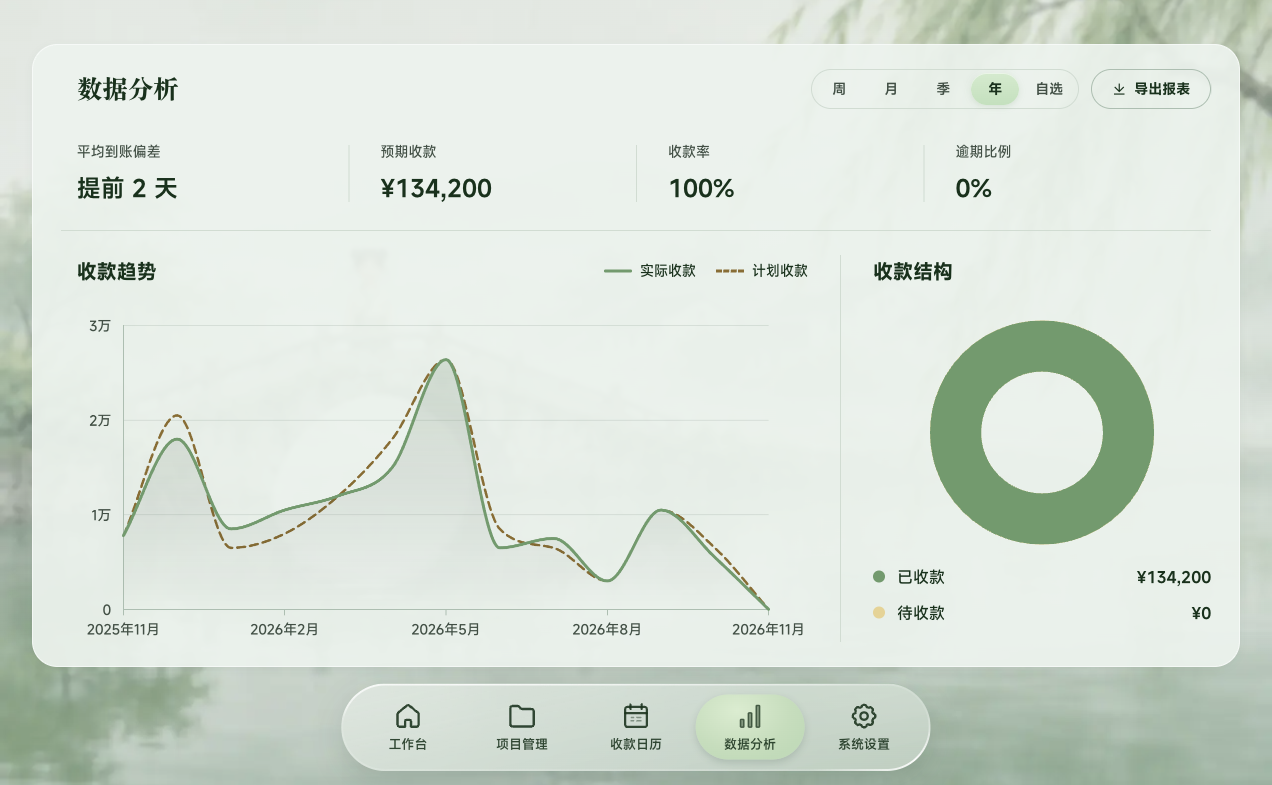 数据分析
周 月 季 年 自选 导出报表
平均到账偏差 预期收款 收款率 逾期比例
提前 2 天 ¥134,200 100% 0%
收款趋势 实际收款 计划收款 收款结构
3万
2万
1万
0
2025年11月 2026年2月 2026年5月 2026年8月 2026年11月
已收款 ¥134,200
待收款 ¥0
工作台 项目管理 收款日历 数据分析 系统设置